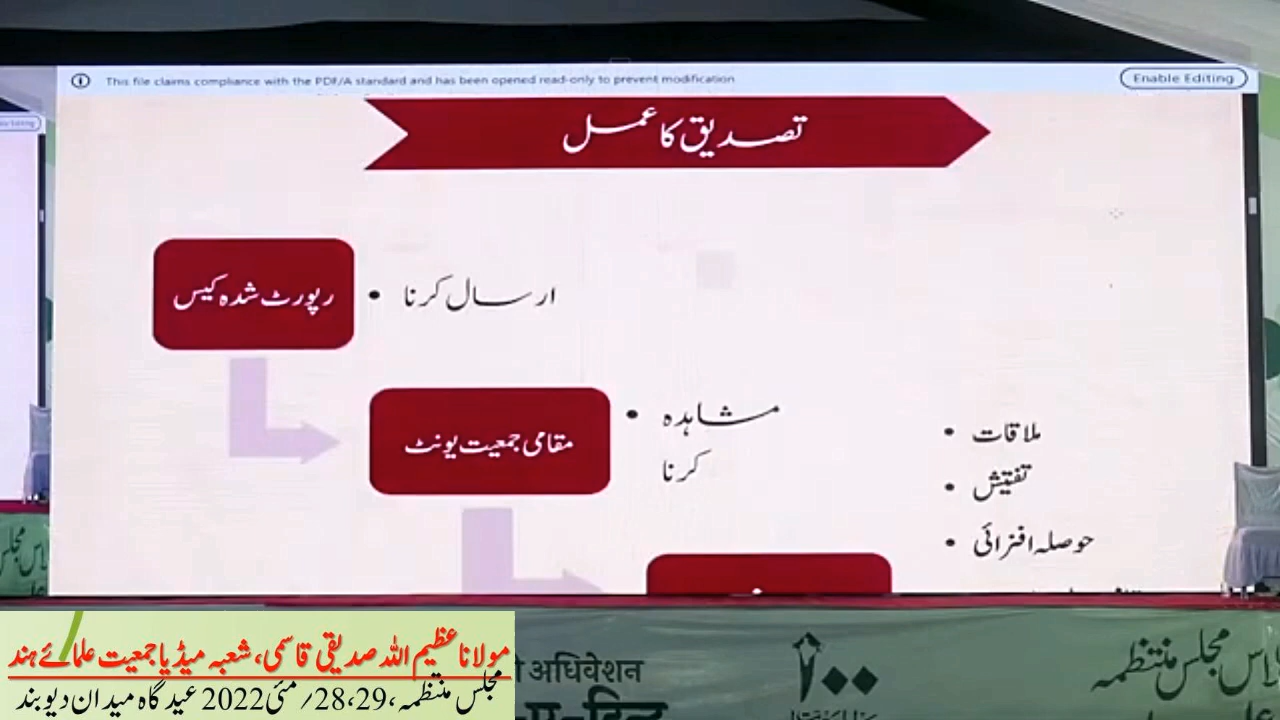 This file claims compliance with the PDF/A standard and has been opened read-only to prevent modification
Enable Editing
تصدیق کا عمل
رپورٹ شدہ کیس
• ارسال کرنا
مقامی جمعیت یونٹ
• مشاہدہ
کرنا
• ملاقات
• تفتیش
• حوصلہ افزائی
مولانا عظیم اللہ صدیقی قاسمی، شعبہ میڈیا جمعیت علمائے ہند
مجلس منتظمہ، 28،29؍ مئی 2022 عید گاہ میدان دیوبند
अधिवेशन
اس مجلس منتظمہ